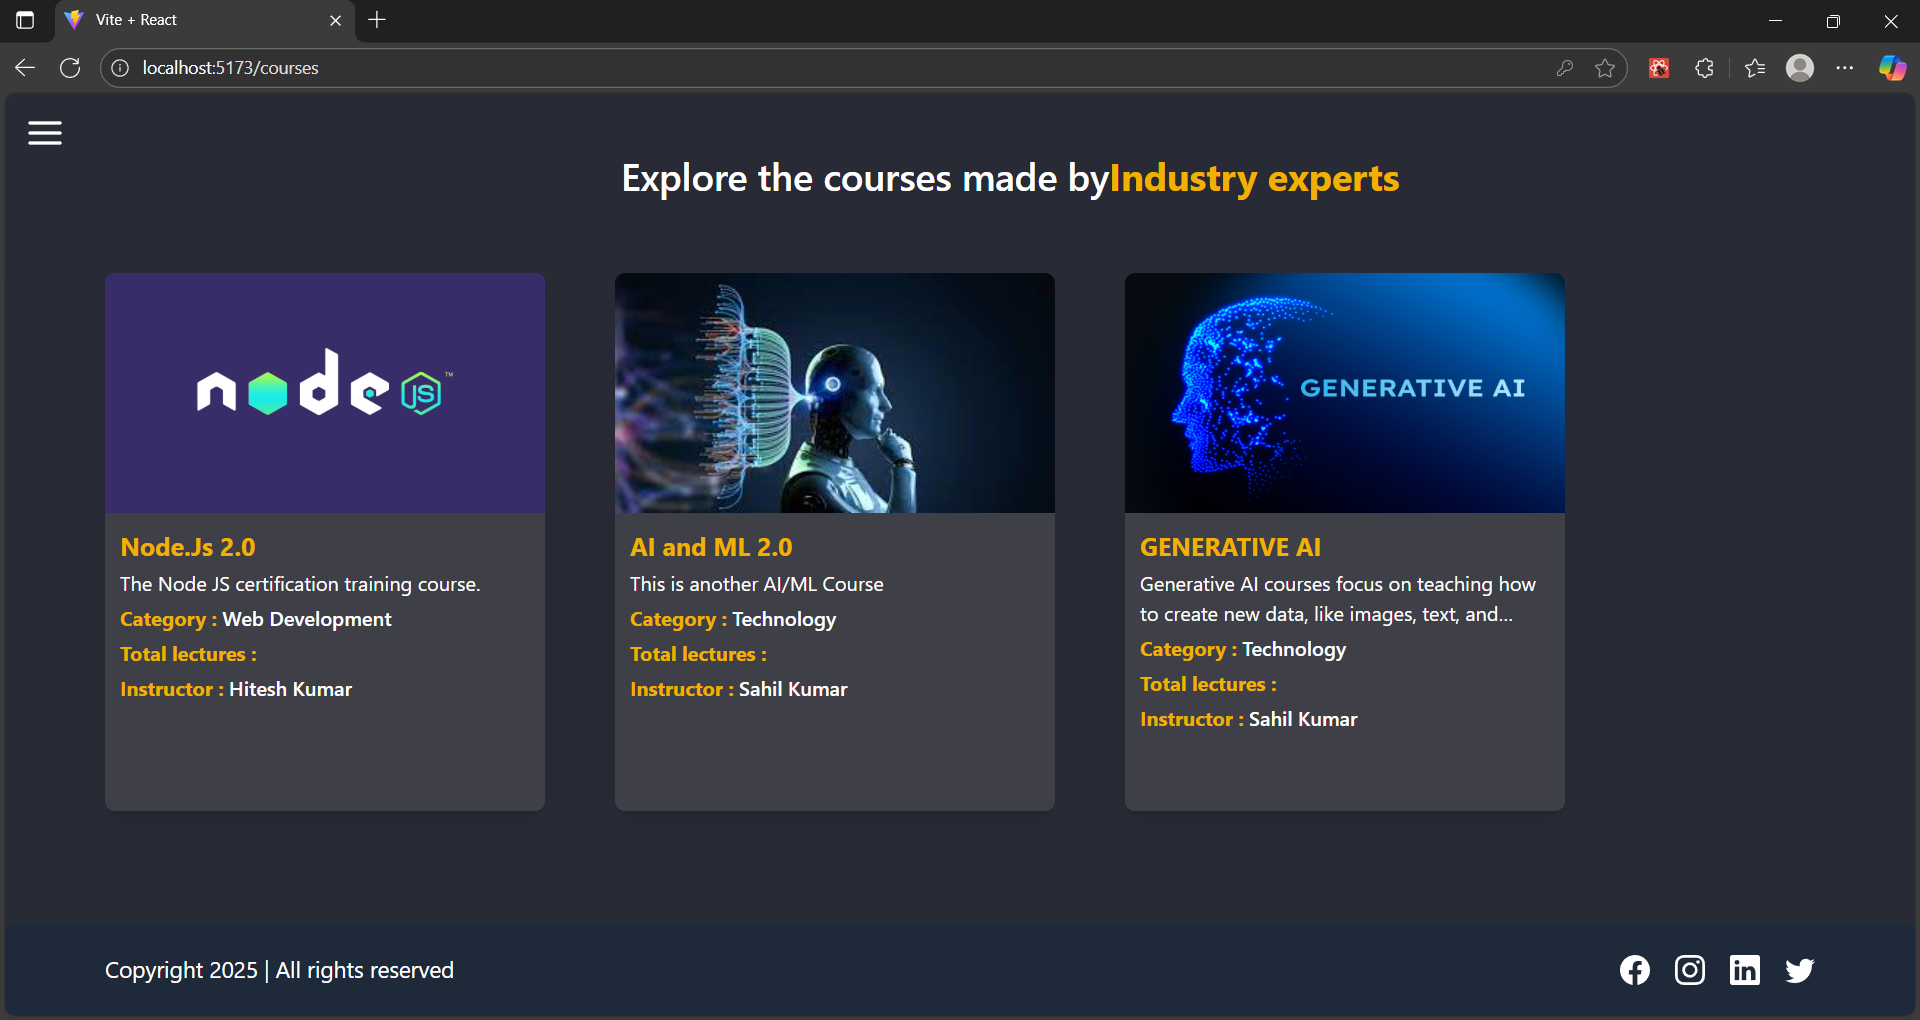 Vite + React
localhost:5173/courses
Explore the courses made byIndustry experts
node JS ™
GENERATIVE AI
Node.Js 2.0
The Node JS certification training course.
Category : Web Development
Total lectures :
Instructor : Hitesh Kumar
AI and ML 2.0
This is another AI/ML Course
Category : Technology
Total lectures :
Instructor : Sahil Kumar
GENERATIVE AI
Generative AI courses focus on teaching how
to create new data, like images, text, and...
Category : Technology
Total lectures :
Instructor : Sahil Kumar
Copyright 2025 | All rights reserved
in